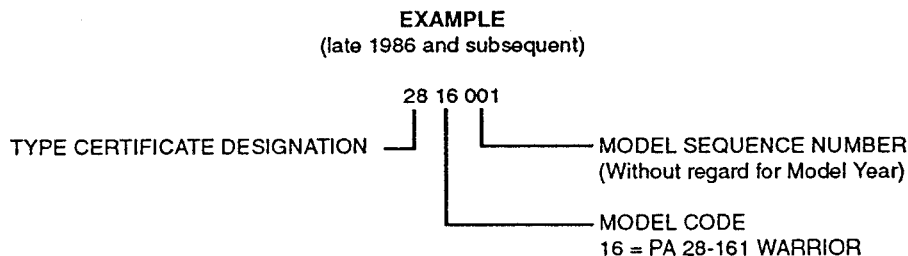 EXAMPLE
(late 1986 and subsequent)
28 16 001
TYPE CERTIFICATE DESIGNATION
MODEL SEQUENCE NUMBER
(Without regard for Model Year)
MODEL CODE
16 = PA 28-161 WARRIOR